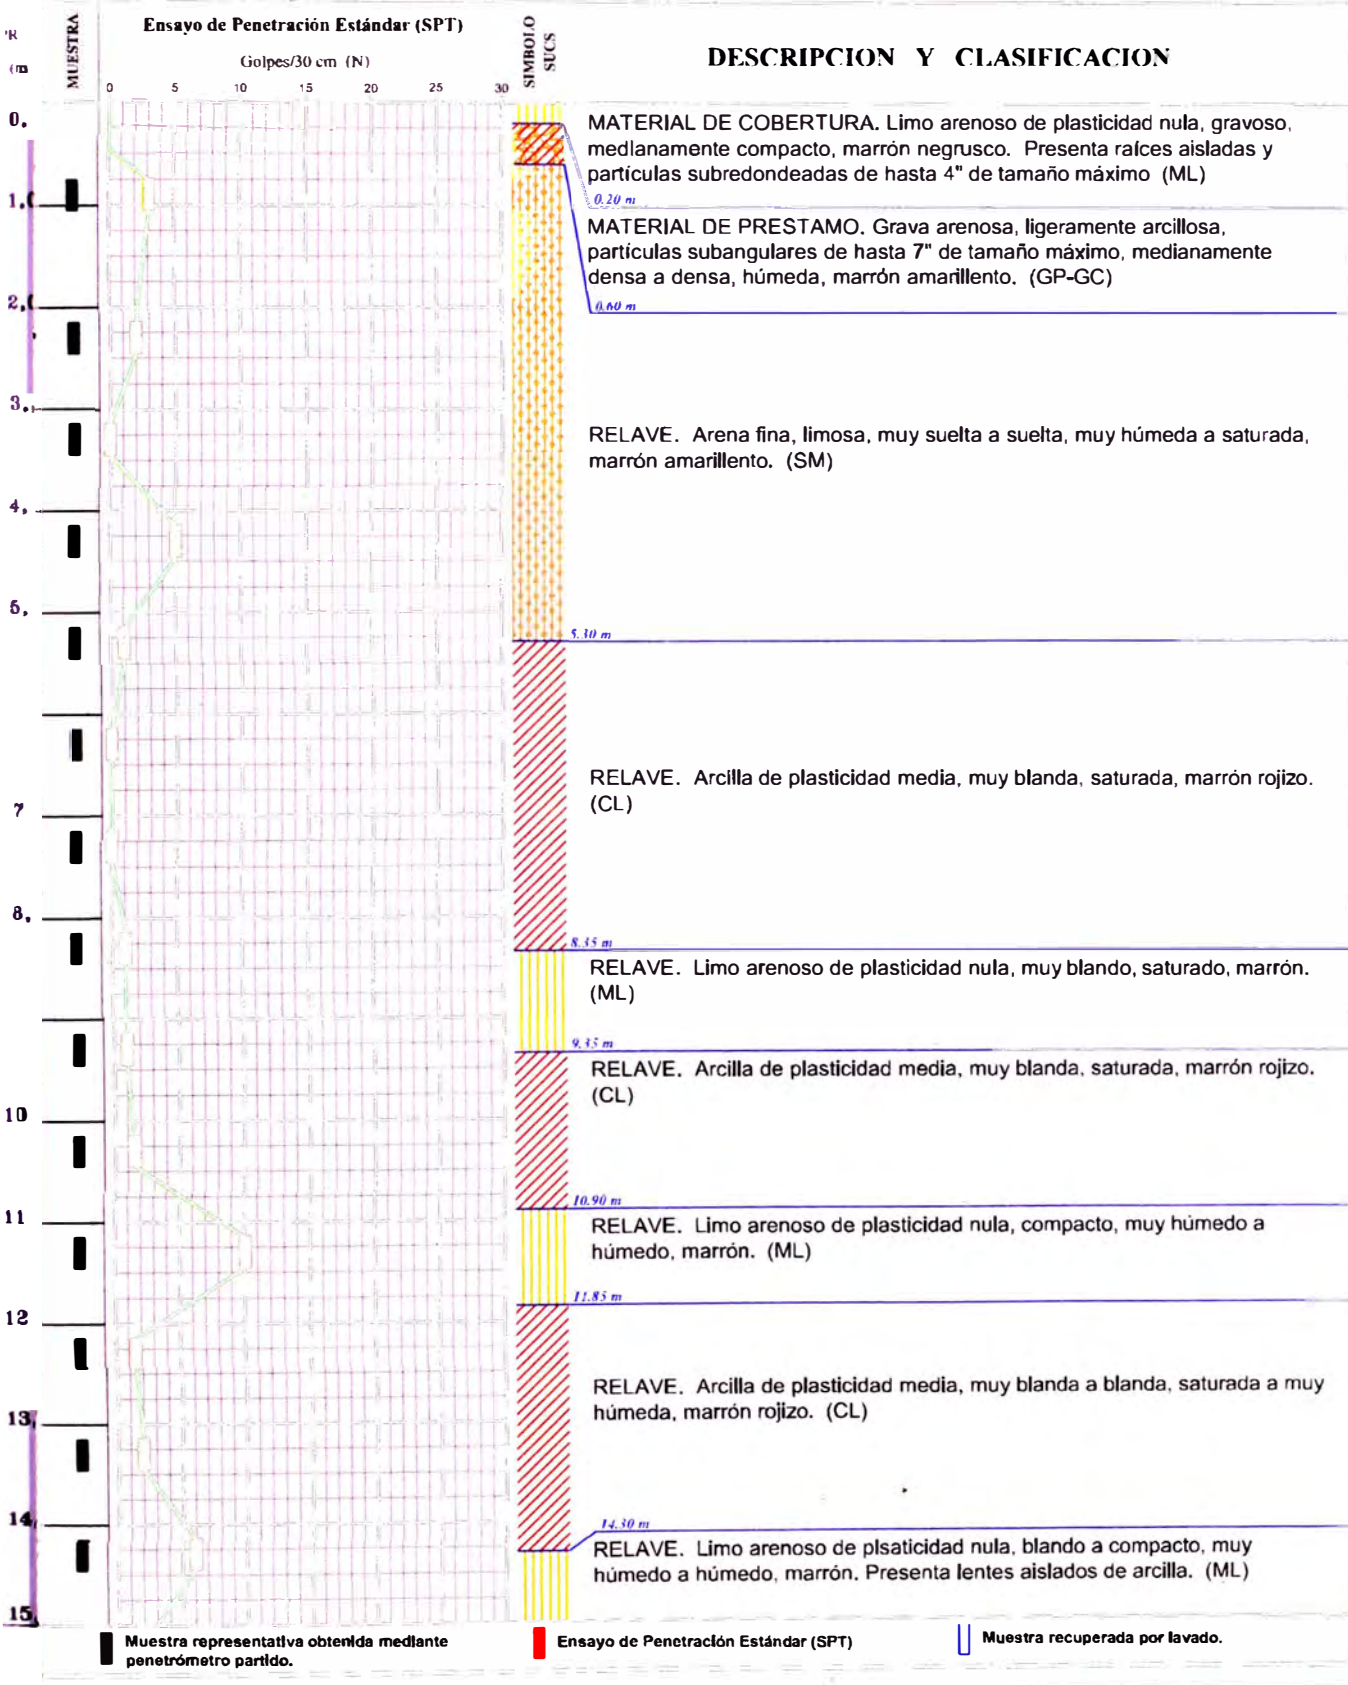 Ensayo de Penetración Estándar (SPT)
Golpes/30 cm (N)
MUESTRA
0 5 10 15 20 25 30
SIMBOLO
SUCS
DESCRIPCION Y CLASIFICACION
MATERIAL DE COBERTURA. Limo arenoso de plasticidad nula, gravoso,
medianamente compacto, marrón negrusco. Presenta raíces aisladas y
partículas subredondeadas de hasta 4" de tamaño máximo (ML)
0.20 m
MATERIAL DE PRESTAMO. Grava arenosa, ligeramente arcillosa,
partículas subangulares de hasta 7" de tamaño máximo, medianamente
densa a densa, húmeda, marrón amarillento. (GP-GC)
0.60 m
RELAVE. Arena fina, limosa, muy suelta a suelta, muy húmeda a saturada,
marrón amarillento. (SM)
5.30 m
RELAVE. Arcilla de plasticidad media, muy blanda, saturada, marrón rojizo.
(CL)
8.35 m
RELAVE. Limo arenoso de plasticidad nula, muy blando, saturado, marrón.
(ML)
9.35 m
RELAVE. Arcilla de plasticidad media, muy blanda, saturada, marrón rojizo.
(CL)
10.90 m
RELAVE. Limo arenoso de plasticidad nula, compacto, muy húmedo a
húmedo, marrón. (ML)
11.85 m
RELAVE. Arcilla de plasticidad media, muy blanda a blanda, saturada a muy
húmeda, marrón rojizo. (CL)
14.30 m
RELAVE. Limo arenoso de plsaticidad nula, blando a compacto, muy
húmedo a húmedo, marrón. Presenta lentes aislados de arcilla. (ML)
0.
3.
4.
5.
7
8.
10
11
12
13
14
15
Muestra representativa obtenida mediante
penetrómetro partido.
Ensayo de Penetración Estándar (SPT)
Muestra recuperada por lavado.